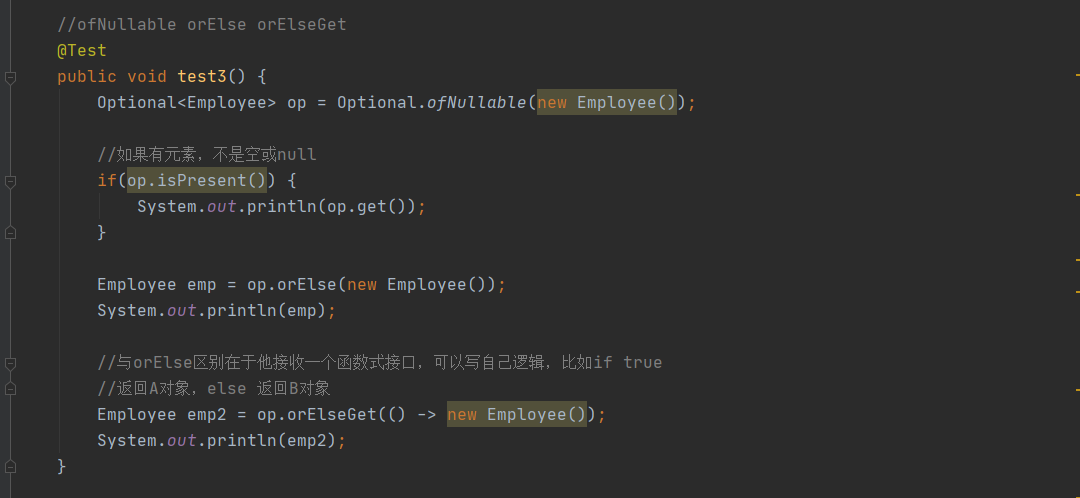 //ofNullable orElse orElseGet
@Test
public void test3() {
Optional<Employee> op = Optional.ofNullable(new Employee());
//如果有元素，不是空或null
if(op.isPresent()) {
System.out.println(op.get());
}
Employee emp = op.orElse(new Employee());
System.out.println(emp);
//与orElse区别在于他接收一个函数式接口，可以写自己逻辑，比如if true
//返回A对象，else 返回B对象
Employee emp2 = op.orElseGet(() -> new Employee());
System.out.println(emp2);
}